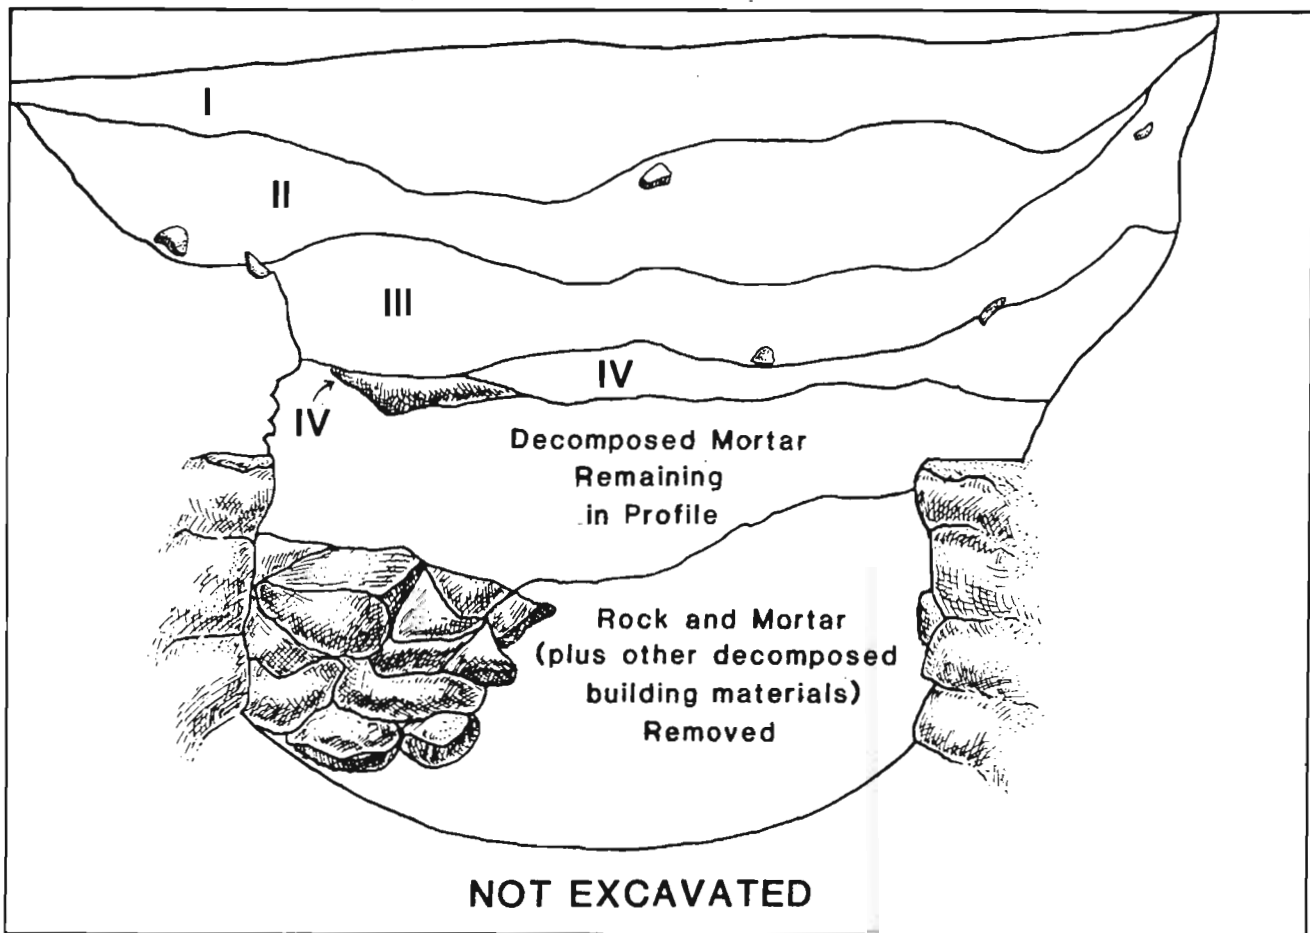 I
II
III
IV
IV
Decomposed Mortar
Remaining
in Profile
Rock and Mortar
(plus other decomposed
building materials)
Removed
NOT EXCAVATED